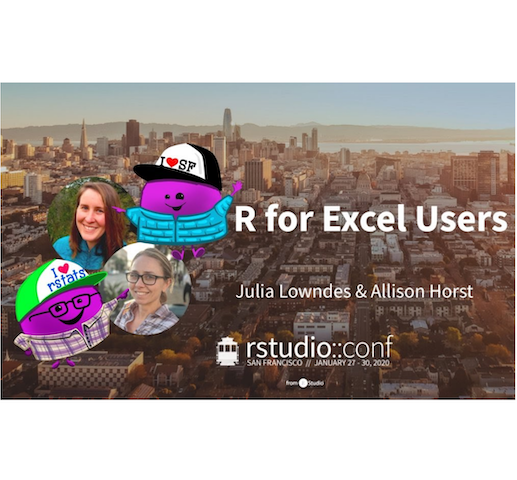 I ❤ SF
R for Excel Users
I ❤
rstats
Julia Lowndes & Allison Horst
rstudio::conf
SAN FRANCISCO // JANUARY 27 - 30, 2020
from R Studio